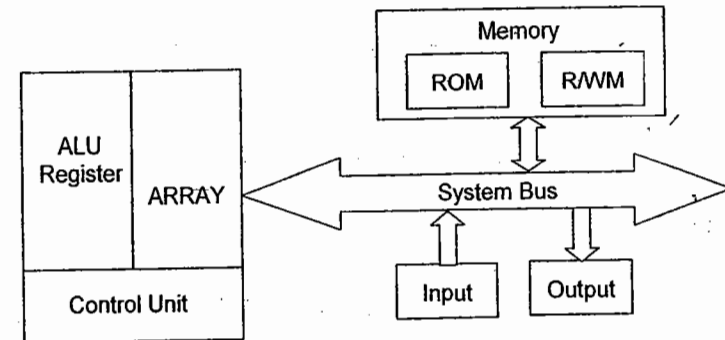 Memory
ROM
R/WM
ALU
Register
ARRAY
System Bus
Control Unit
Input
Output